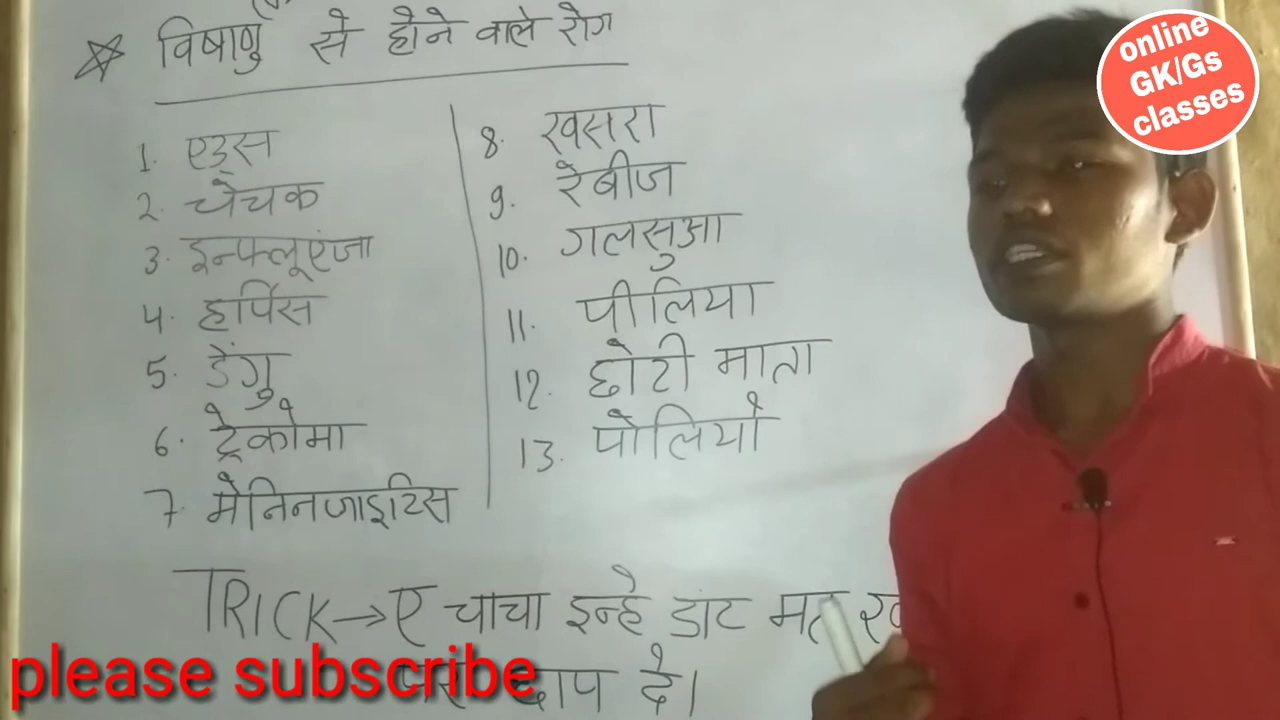 विषाणु से होने वाले रोग
1. एड्स
2. चेचक
3. इन्फ्लूएंजा
4. हर्पिस
5. डेंगु
6. ट्रेकोमा
7. मेनिनजाइटिस
8. खसरा
9. रेबीज
10. गलसुआ
11. पीलिया
12. छोटी माता
13. पोलियो
TRICK → ए चाचा इन्हे डांट मत
छाप दे।
please subscribe
online
GK/Gs
classes